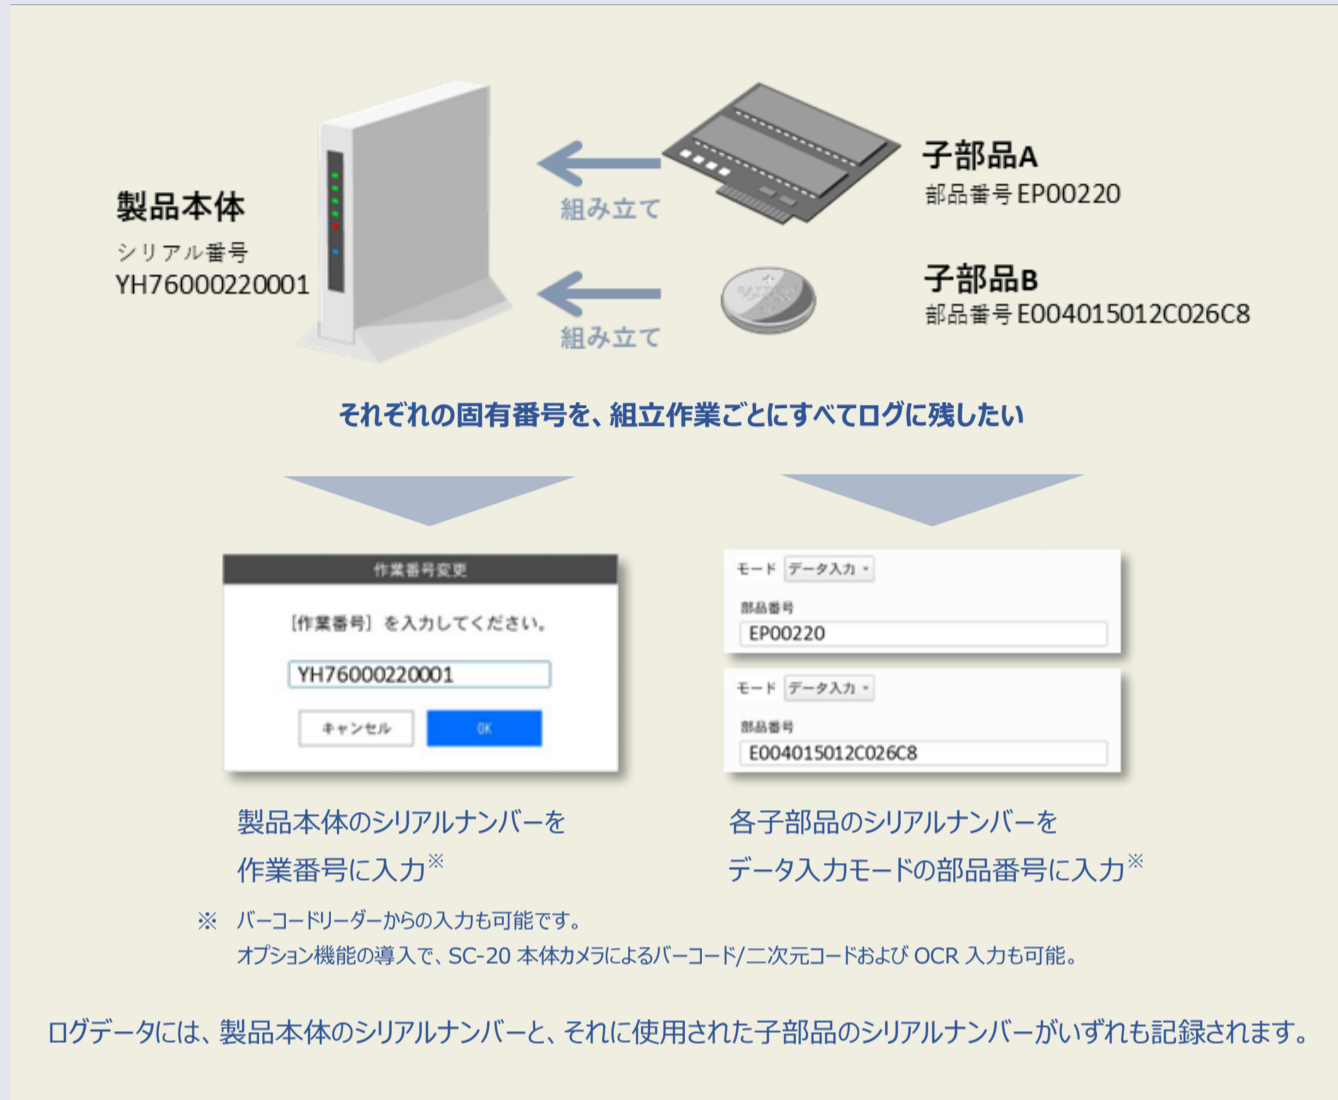 製品本体
シリアル番号
YH76000220001
組み立て
子部品A
部品番号 EP00220
組み立て
子部品B
部品番号 E004015012C026C8
それぞれの固有番号を、組立作業ごとにすべてログに残したい
作業番号変更
[作業番号] を入力してください。
YH76000220001
キャンセル
OK
モード データ入力
部品番号
EP00220
モード データ入力
部品番号
E004015012C026C8
製品本体のシリアルナンバーを
作業番号に入力※
各子部品のシリアルナンバーを
データ入力モードの部品番号に入力※
※ バーコードリーダーからの入力も可能です。
オプション機能の導入で、SC-20 本体カメラによるバーコード/二次元コードおよび OCR 入力も可能。
ログデータには、製品本体のシリアルナンバーと、それに使用された子部品のシリアルナンバーがいずれも記録されます。